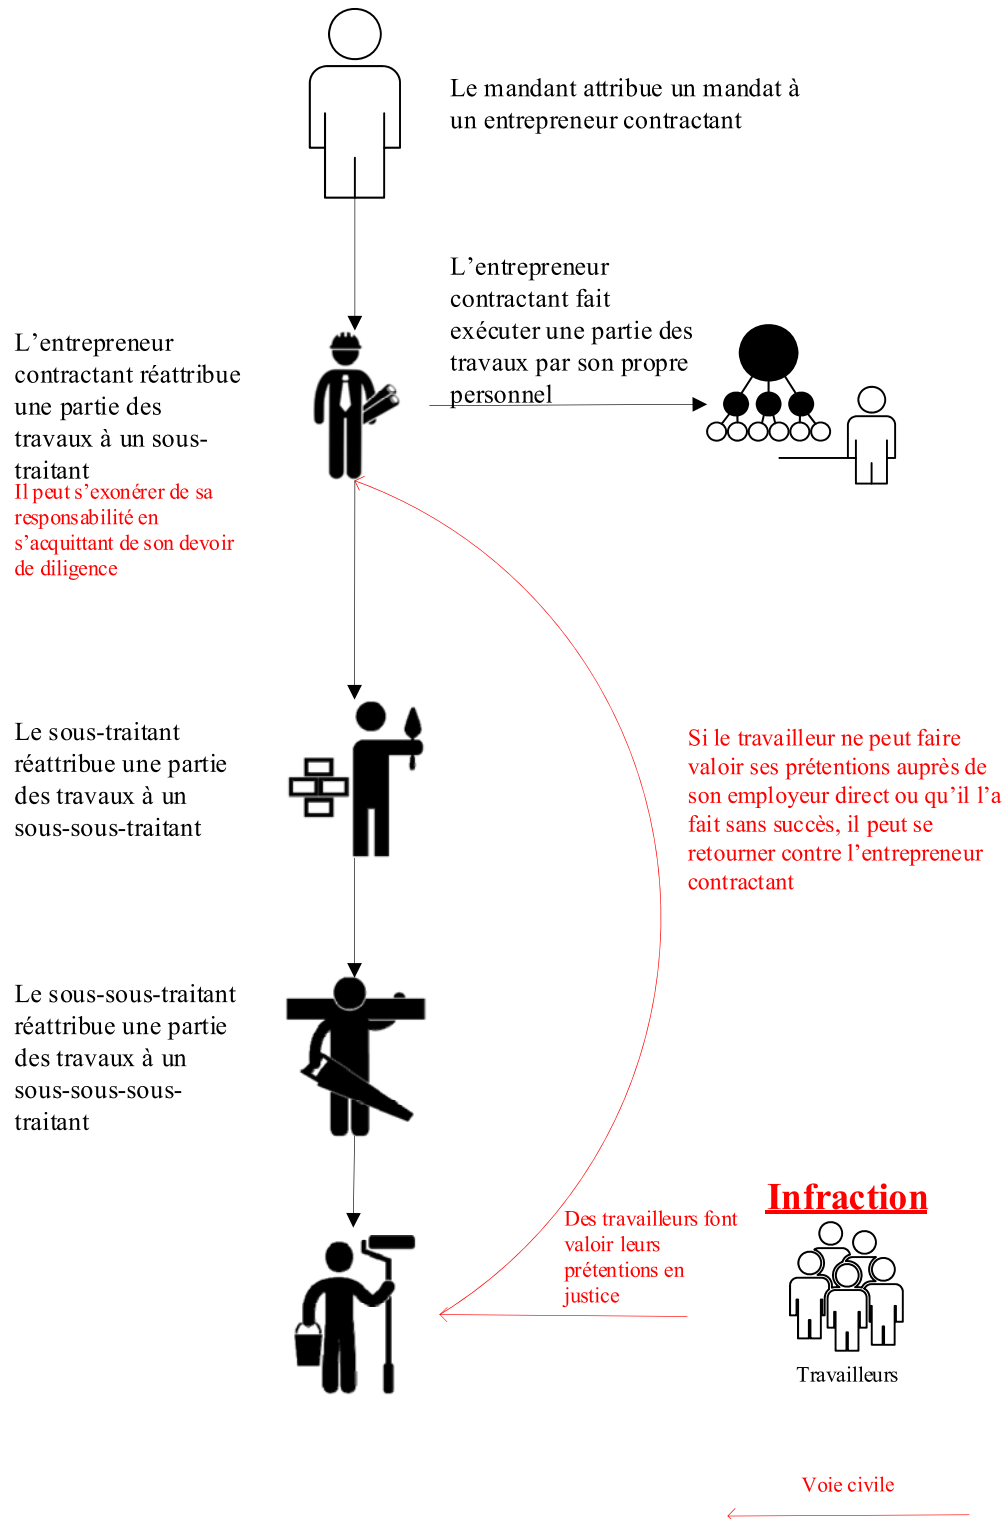 Le mandant attribue un mandat à
un entrepreneur contractant
L’entrepreneur
contractant fait
exécuter une partie des
travaux par son propre
personnel
L’entrepreneur
contractant réattribue
une partie des
travaux à un sous-
traitant
Il peut s’exonérer de sa
responsabilité en
s’acquittant de son devoir
de diligence
Le sous-traitant
réattribue une partie
des travaux à un
sous-sous-traitant
Si le travailleur ne peut faire
valoir ses prétentions auprès de
son employeur direct ou qu’il l’a
fait sans succès, il peut se
retourner contre l’entrepreneur
contractant
Le sous-sous-traitant
réattribue une partie
des travaux à un
sous-sous-sous-
traitant
Infraction
Des travailleurs font
valoir leurs
prétentions en
justice
Travailleurs
Voie civile